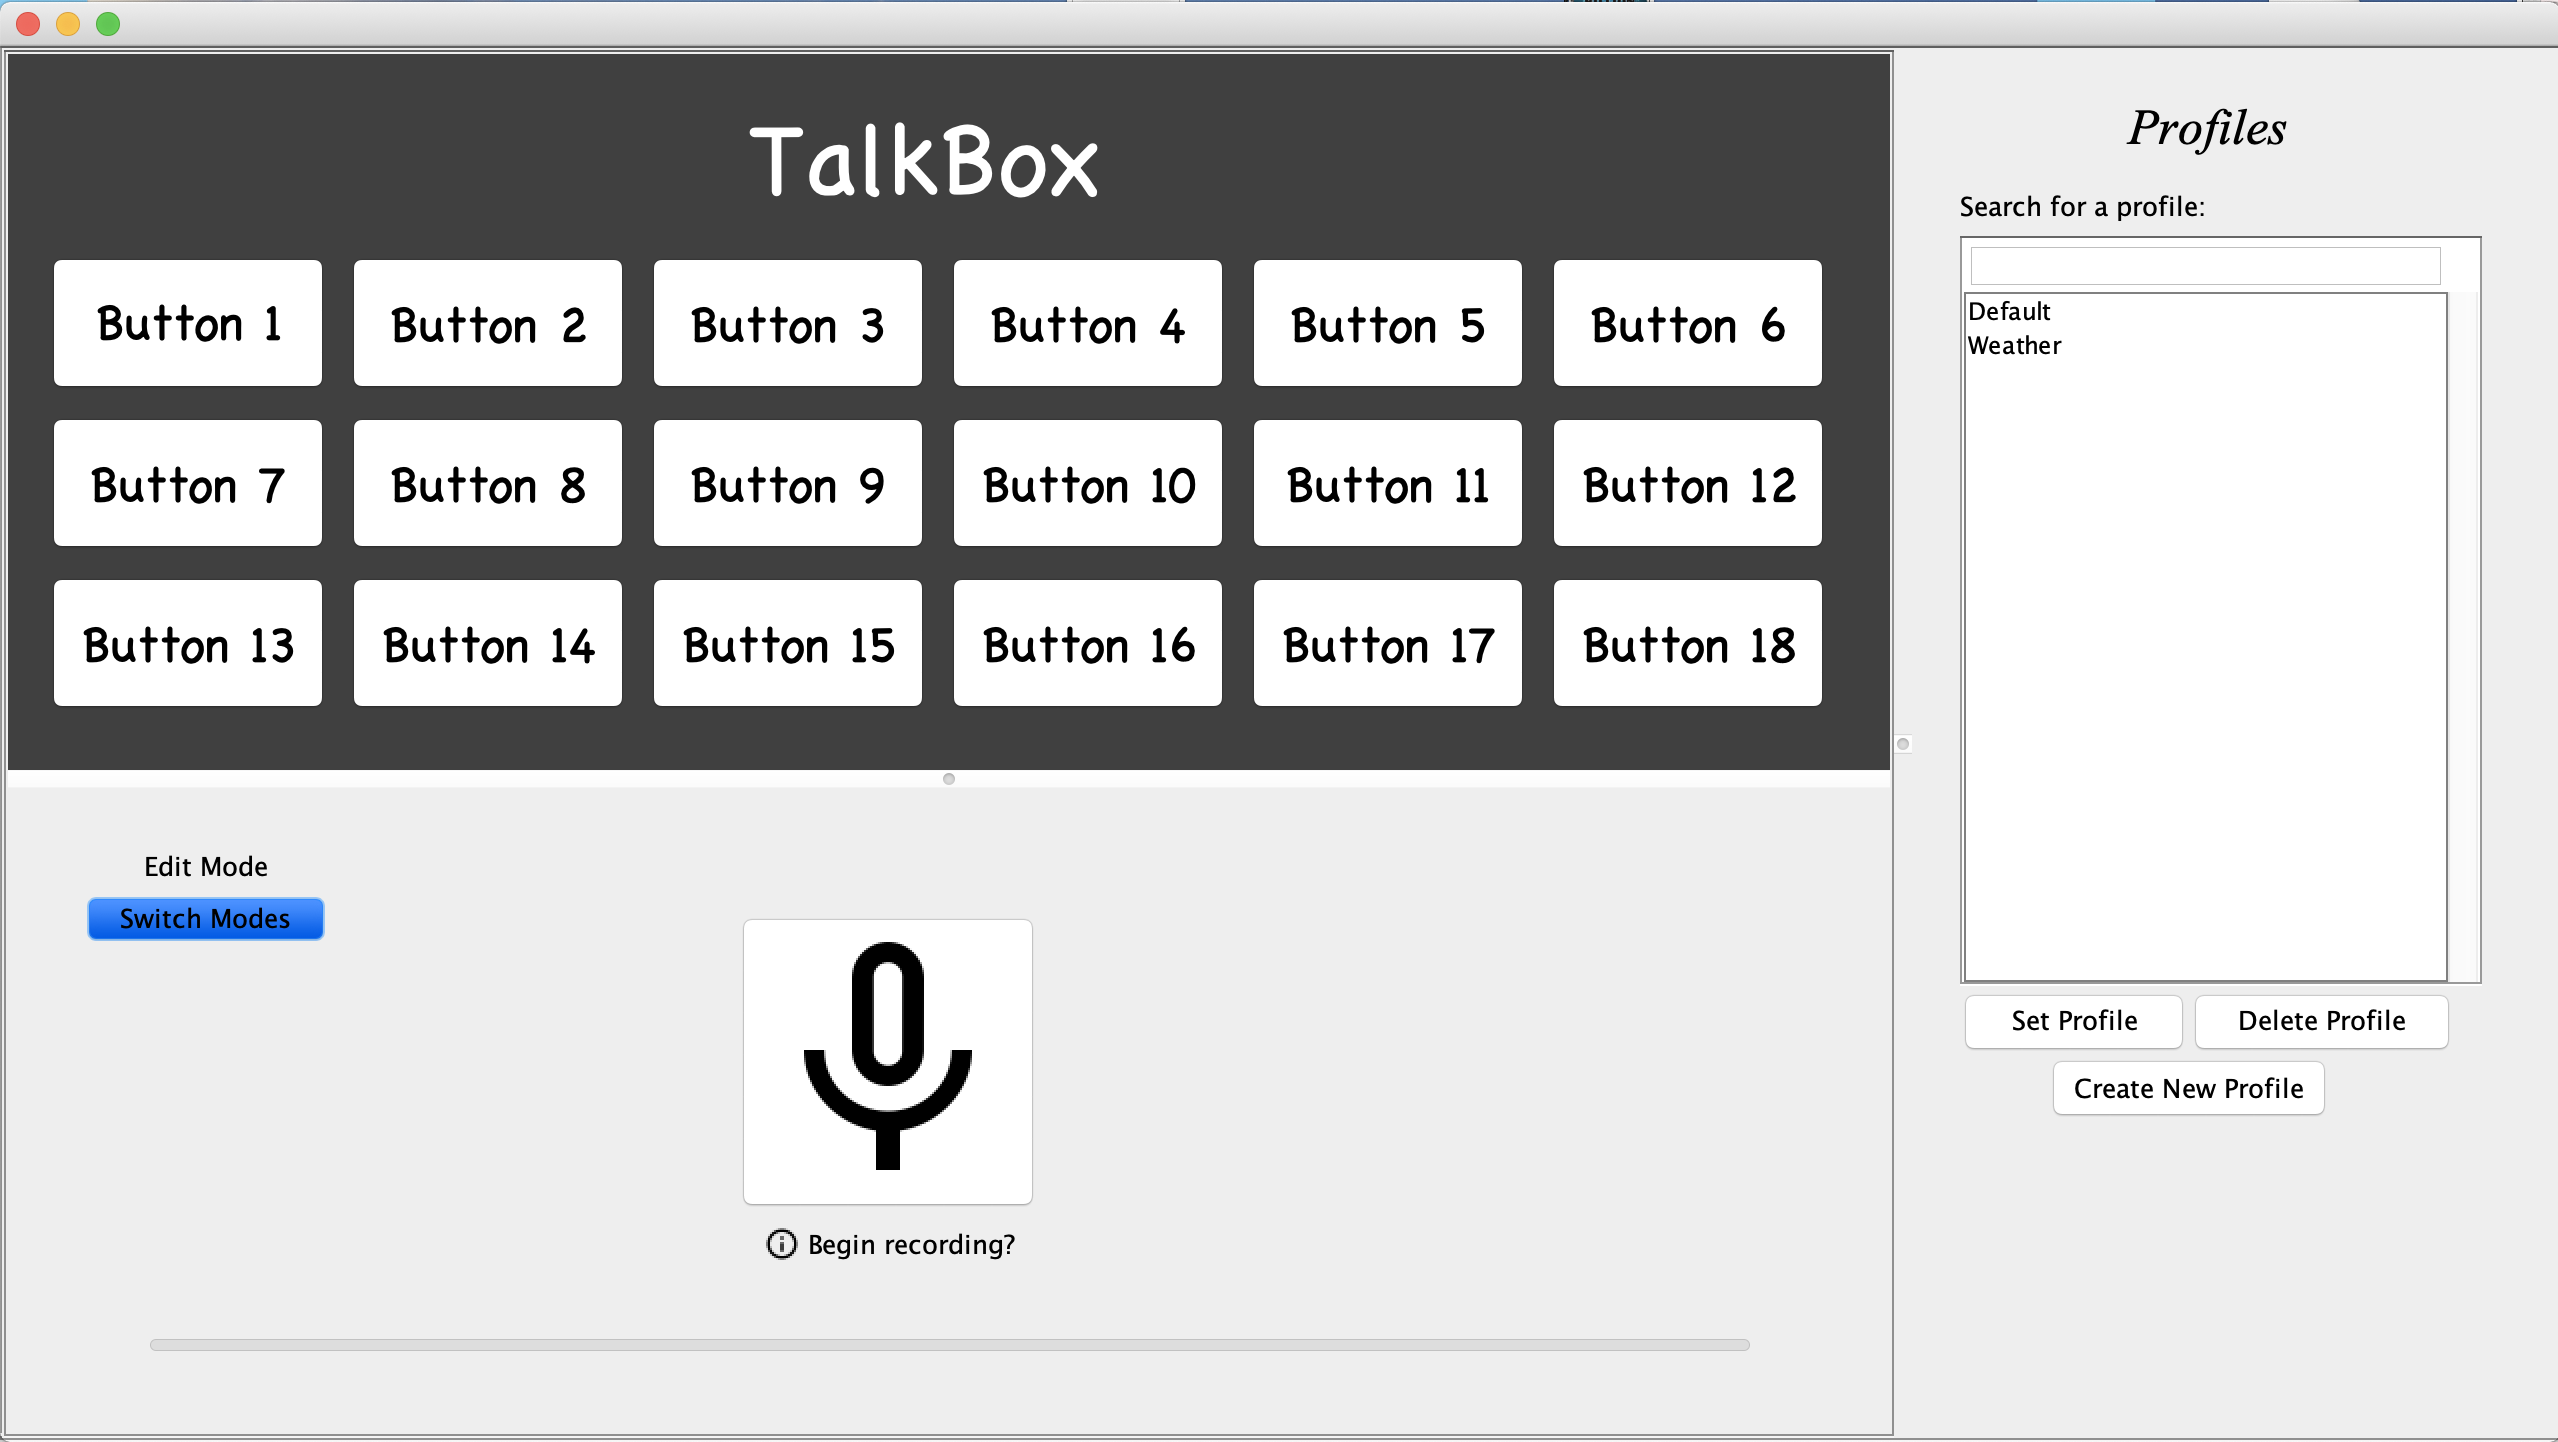 TalkBox
Button 1 Button 2 Button 3 Button 4 Button 5 Button 6
Button 7 Button 8 Button 9 Button 10 Button 11 Button 12
Button 13 Button 14 Button 15 Button 16 Button 17 Button 18
Edit Mode
Switch Modes
Begin recording?
Profiles
Search for a profile:
Default
Weather
Set Profile Delete Profile
Create New Profile